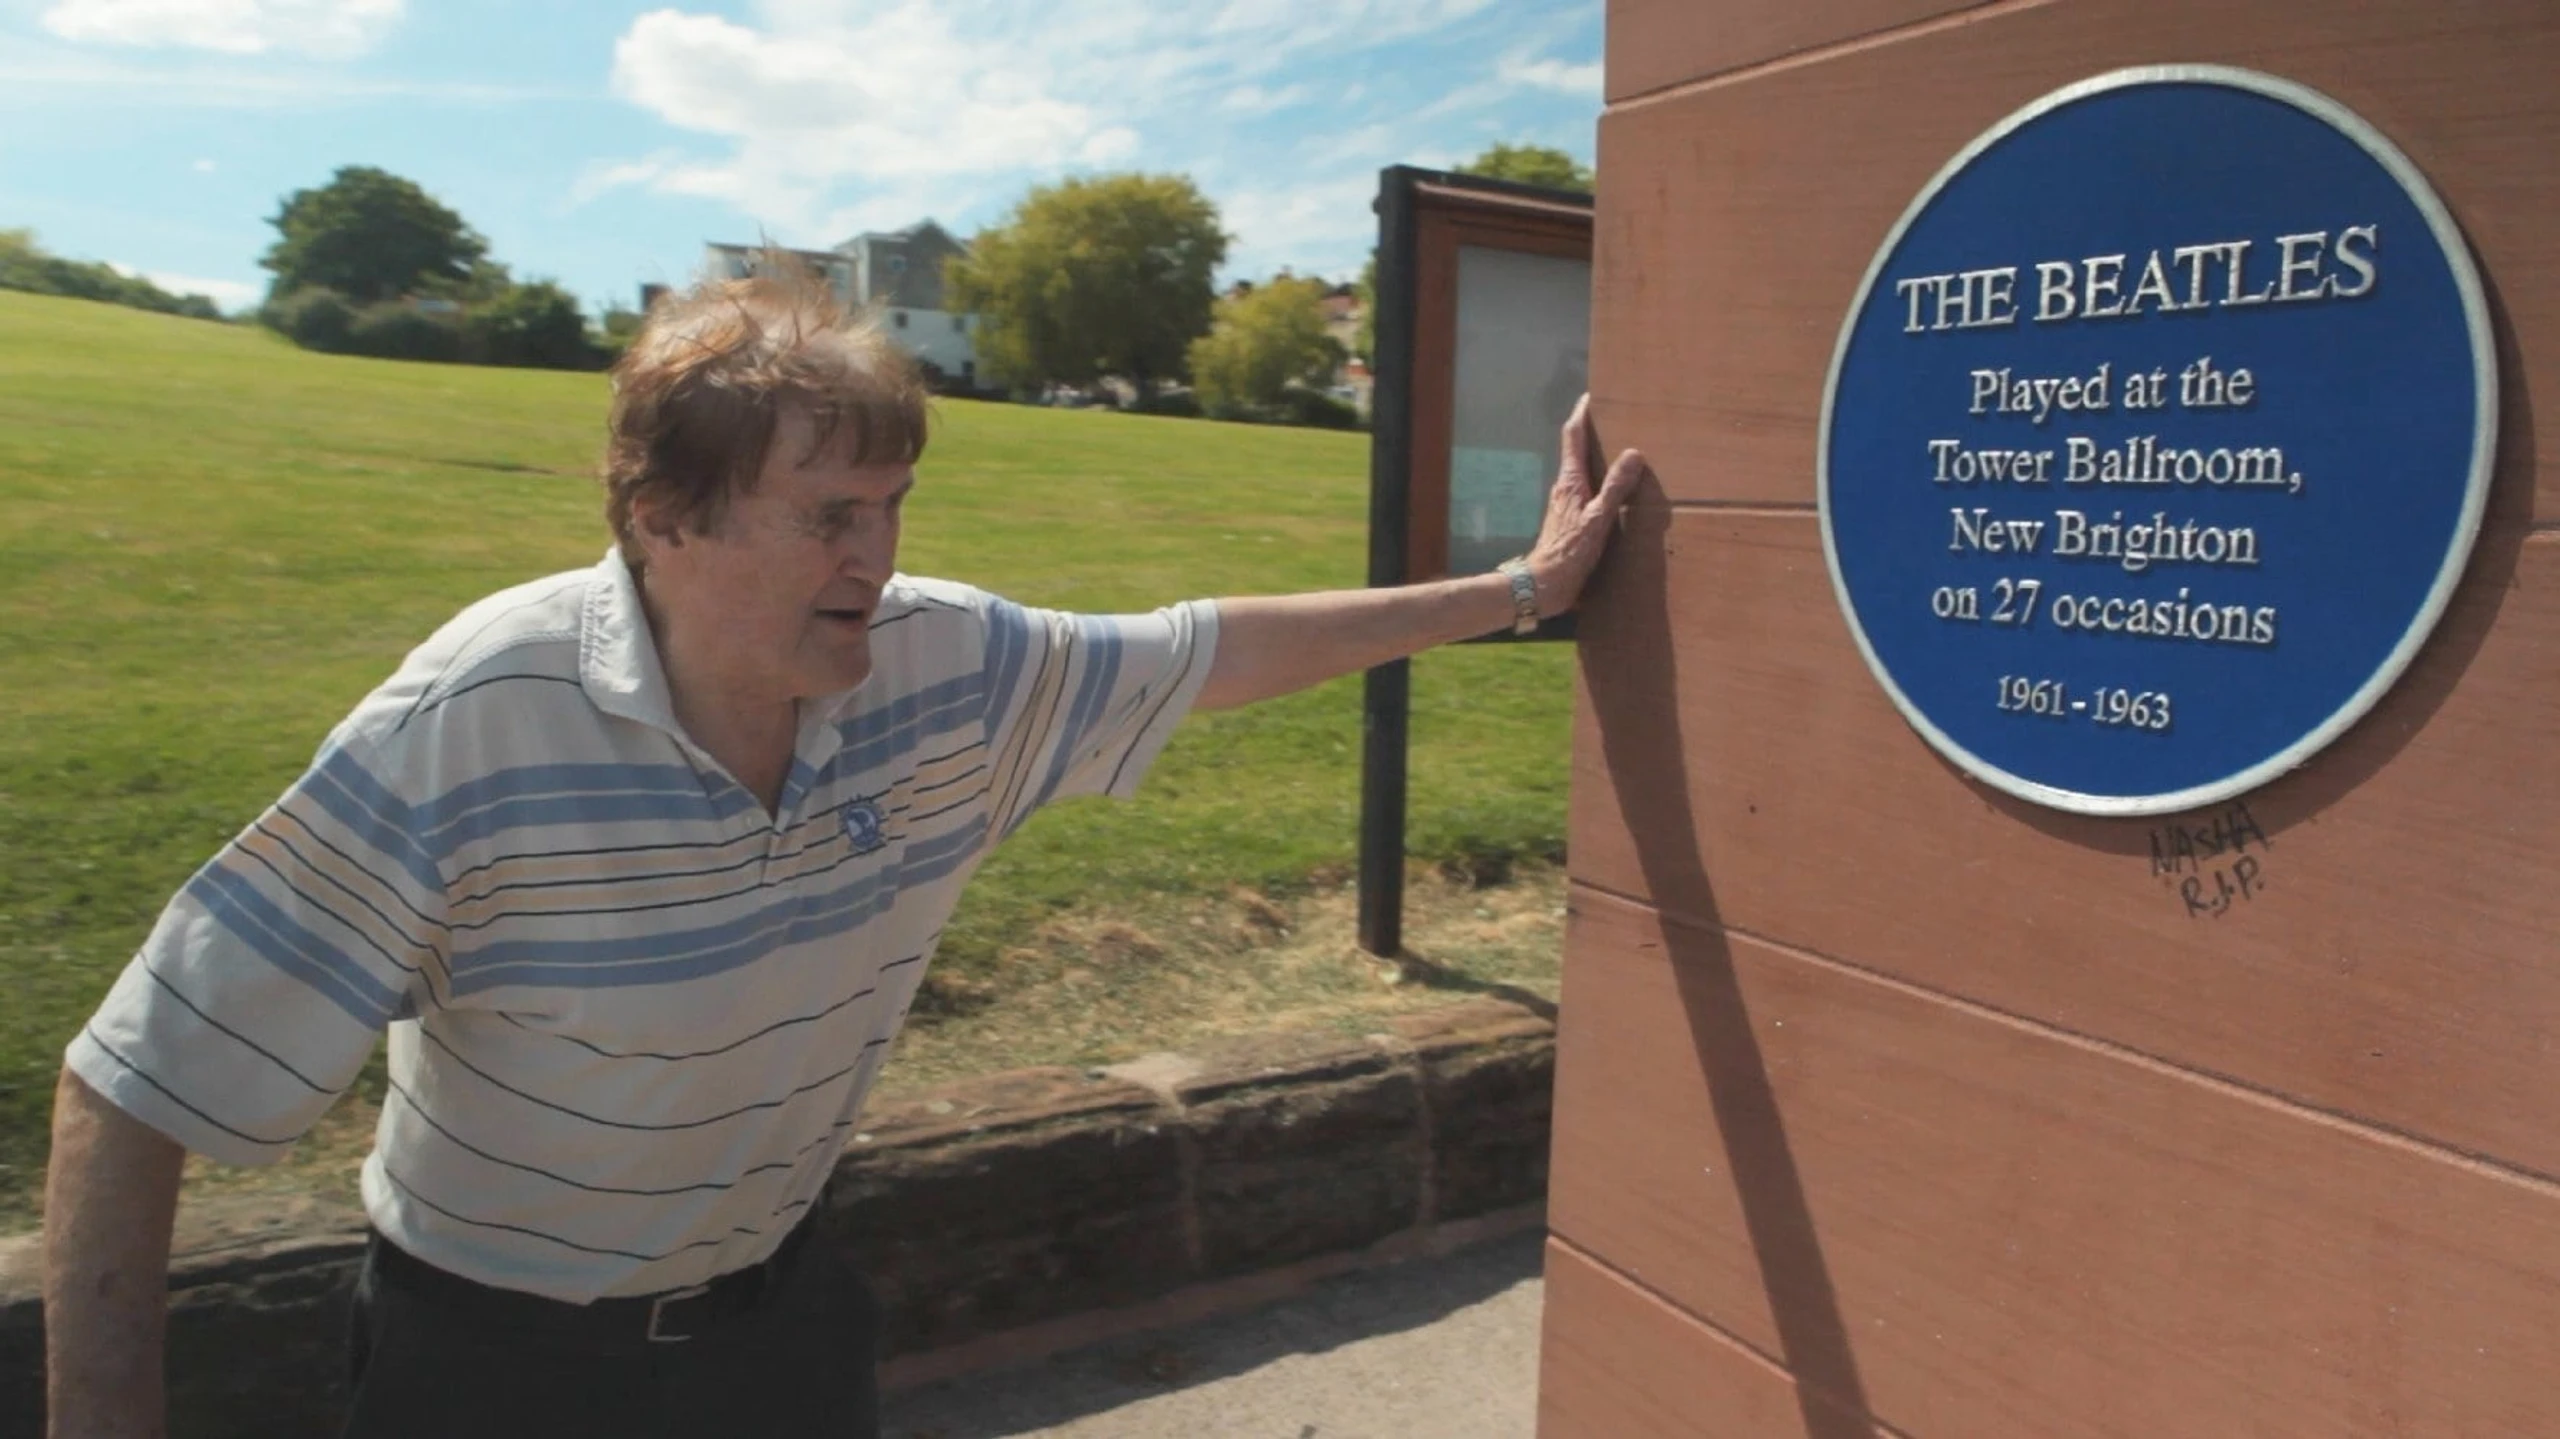 THE BEATLES
Played at the
Tower Ballroom,
New Brighton
on 27 occasions
1961-1963
NASHA
R.I.P.